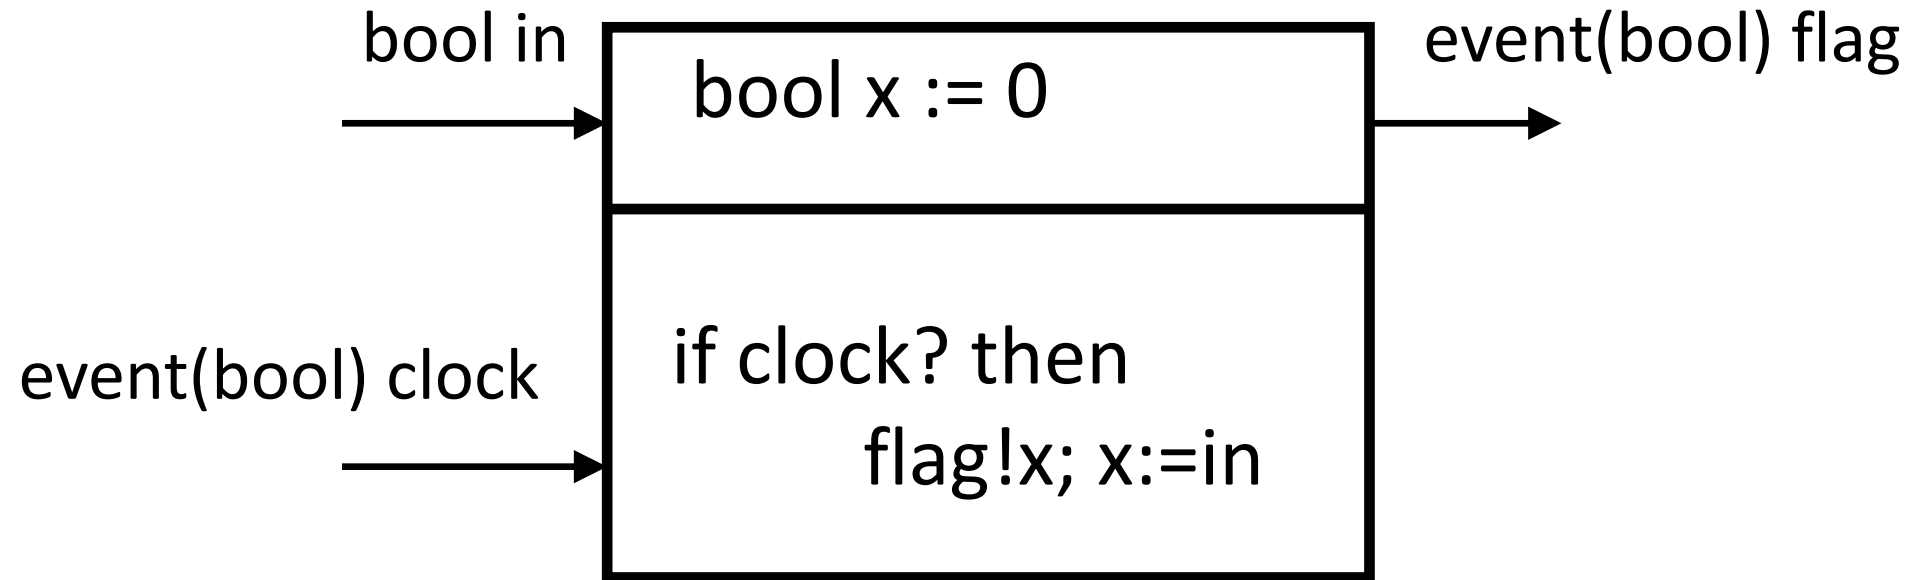 bool in
event(bool) flag
bool x := 0
event(bool) clock
if clock? then
flag!x; x:=in